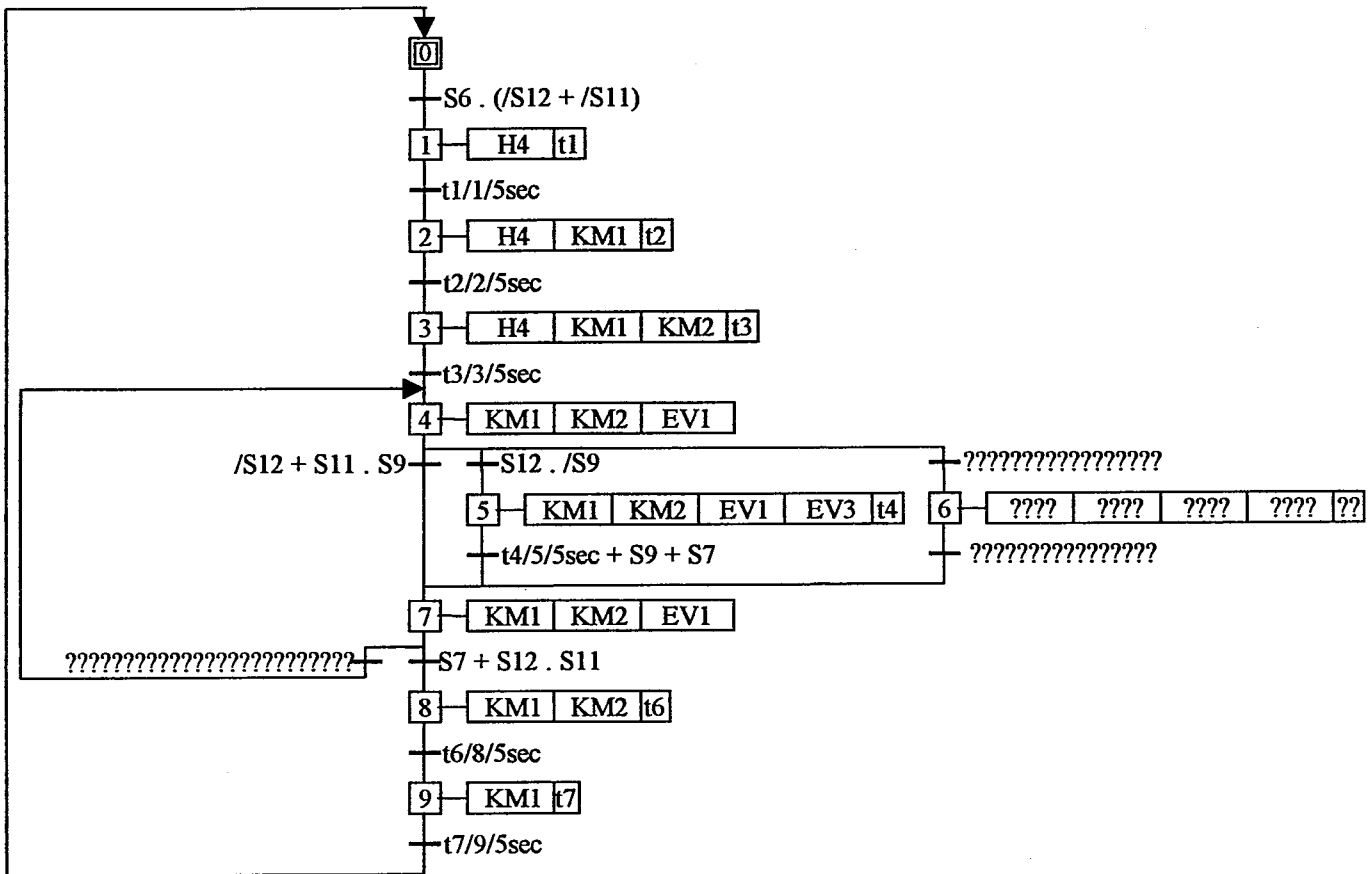 0
S6 . (/S12 + /S11)
1 H4 t1
t1/1/5sec
2 H4 KM1 t2
t2/2/5sec
3 H4 KM1 KM2 t3
t3/3/5sec
4 KM1 KM2 EV1
/S12 + S11 . S9 S12 . /S9 ?????????????????
5 KM1 KM2 EV1 EV3 t4 6 ???? ???? ???? ???? ??
t4/5/5sec + S9 + S7 ????????????????
7 KM1 KM2 EV1
????????????????????????? S7 + S12 . S11
8 KM1 KM2 t6
t6/8/5sec
9 KM1 t7
t7/9/5sec